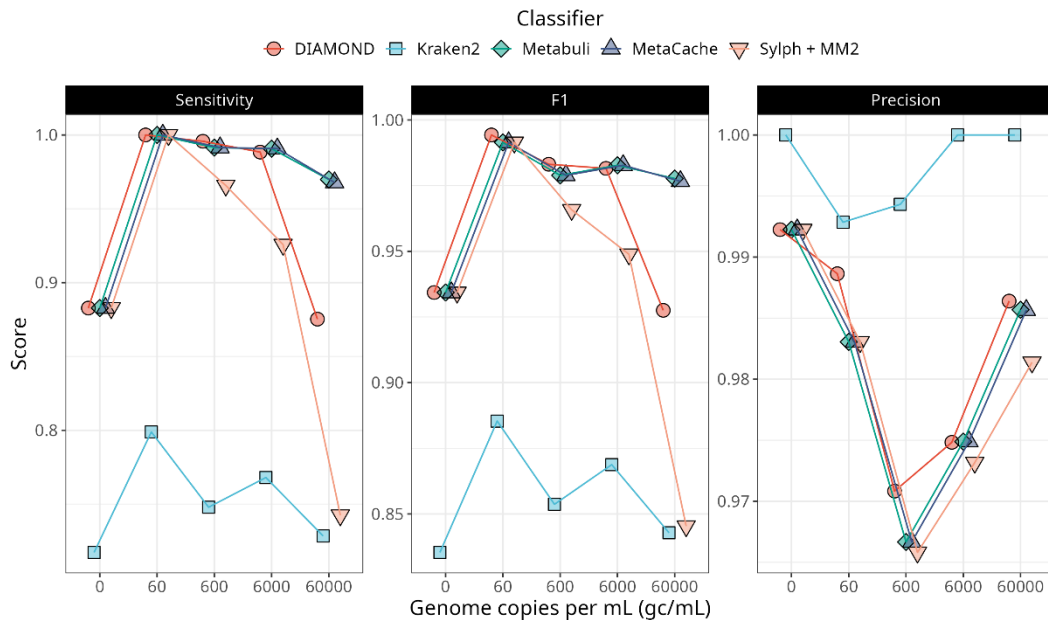 Classifier
DIAMOND Kraken2 Metabuli MetaCache Sylph + MM2
Sensitivity F1 Precision
Score
1.0
0.9
0.8
1.00
0.95
0.90
0.85
1.00
0.99
0.98
0.97
0 60 600 6000 60000 0 60 600 6000 60000 0 60 600 6000 60000
Genome copies per mL (gc/mL)